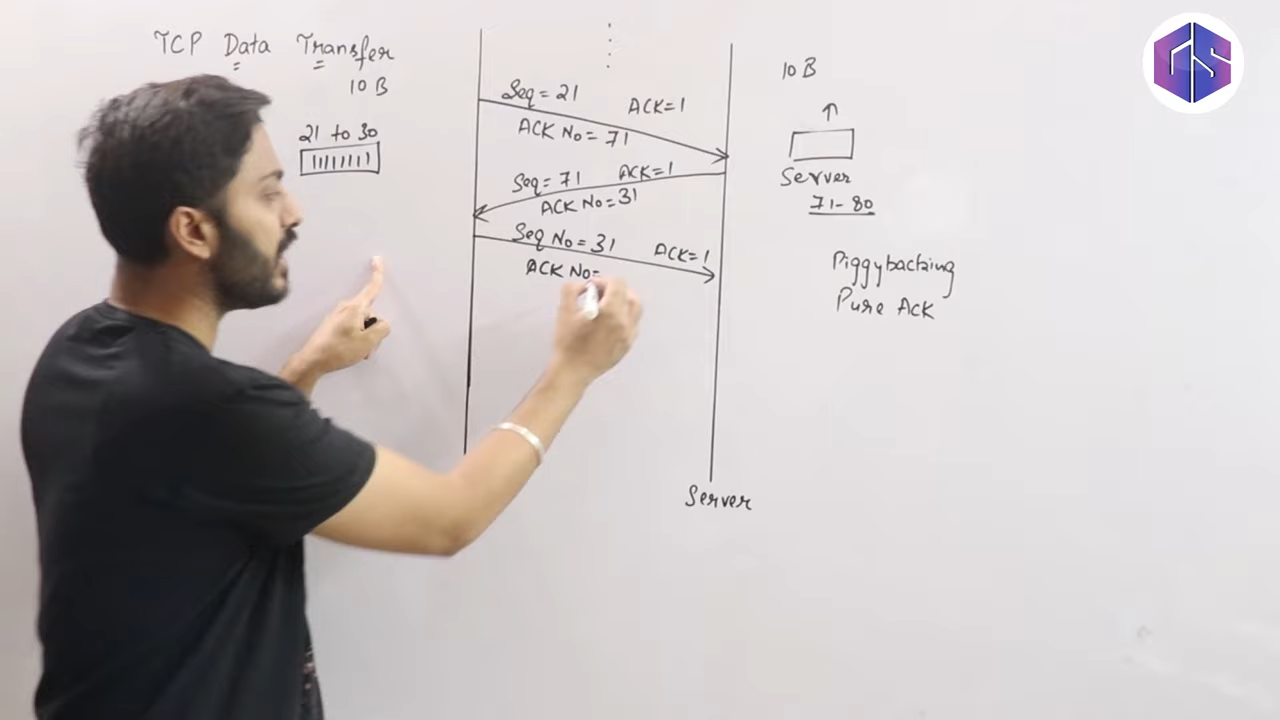 TCP Data Transfer
10 B
21 to 30
Seq = 21
ACK=1
ACK No = 71
Seq = 71
ACK=1
ACK No = 31
Seq No = 31
ACK=1
ACK No =
Server
10 B
Server
71-80
Piggybacking
Pure Ack
GS